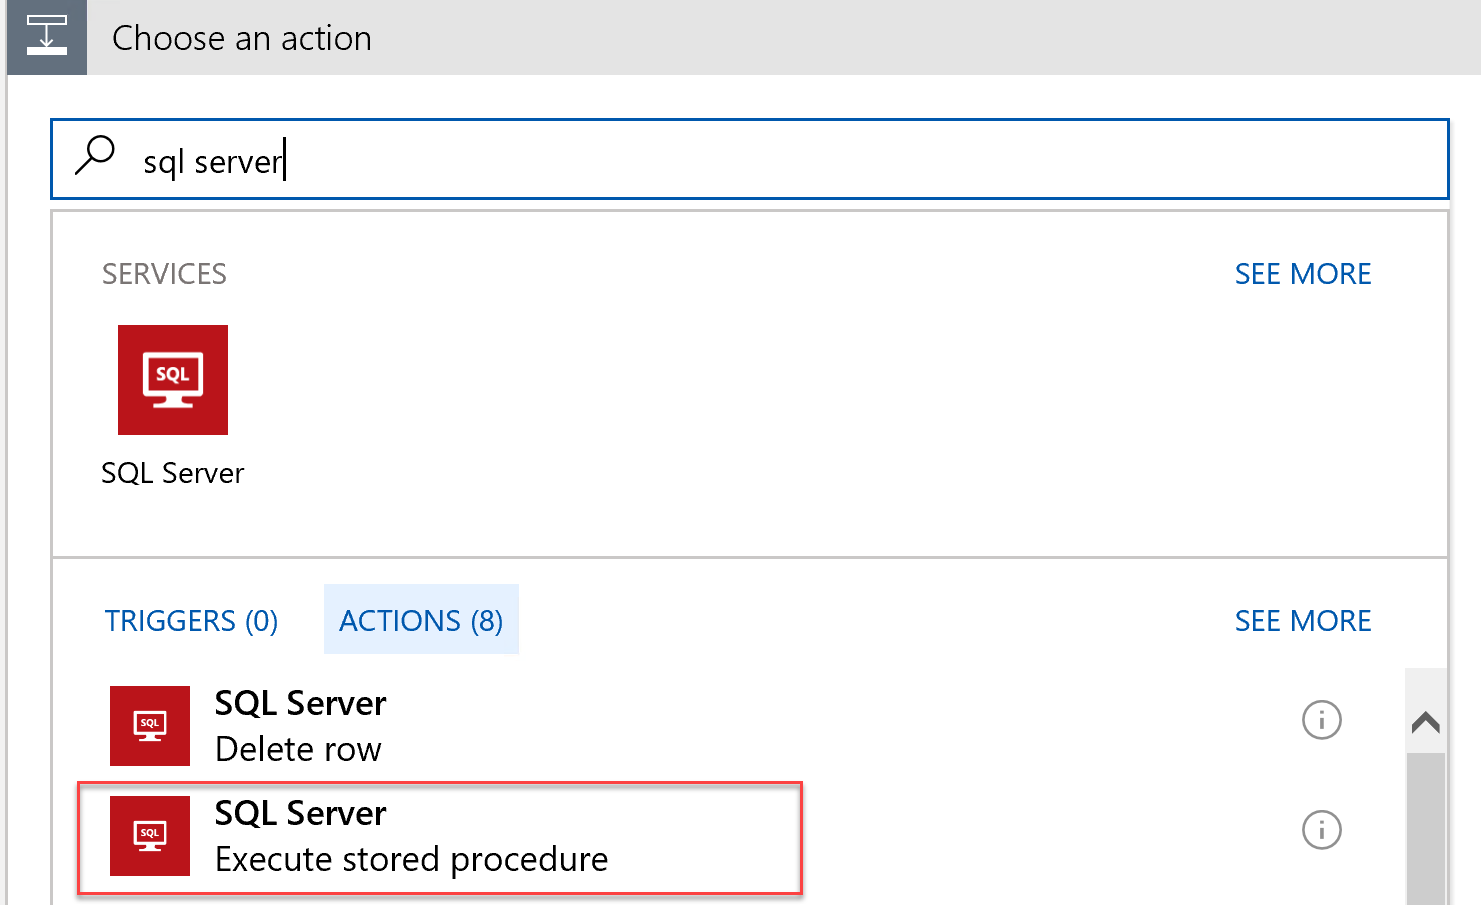 Choose an action
sql server
SERVICES
SEE MORE
SQL
SQL Server
TRIGGERS (0)
ACTIONS (8)
SEE MORE
SQL
SQL Server
Delete row
SQL
SQL Server
Execute stored procedure